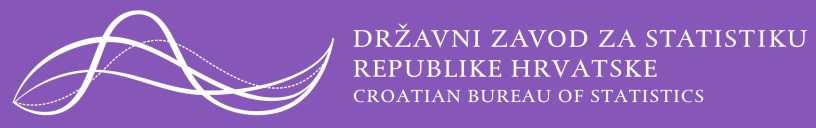 DRŽAVNI ZAVOD ZA STATISTIKU
REPUBLIKE HRVATSKE
CROATIAN BUREAU OF STATISTICS